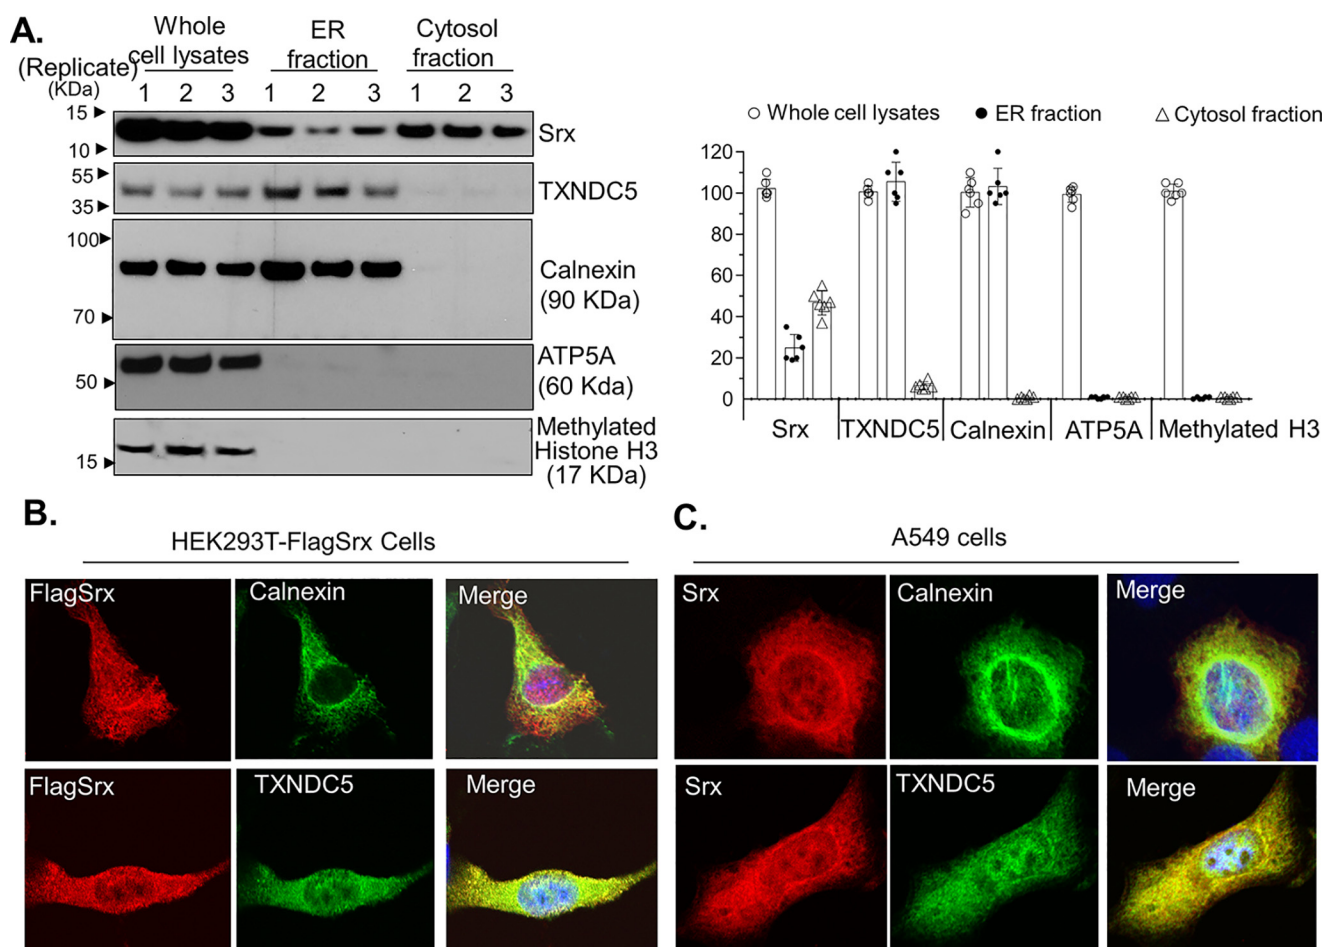 A.
Whole
cell lysates
ER
fraction
Cytosol
fraction
(Replicate)
(KDa)
1 2 3 1 2 3 1 2 3
15
10
Srx
55
35
TXNDC5
100
70
Calnexin
(90 KDa)
50
ATP5A
(60 Kda)
15
Methylated
Histone H3
(17 KDa)
Whole cell lysates ER fraction Cytosol fraction
120
100
80
60
40
20
0
Srx TXNDC5 Calnexin ATP5A Methylated H3
B.
HEK293T-FlagSrx Cells
FlagSrx Calnexin Merge
FlagSrx TXNDC5 Merge
C.
A549 cells
Srx Calnexin Merge
Srx TXNDC5 Merge